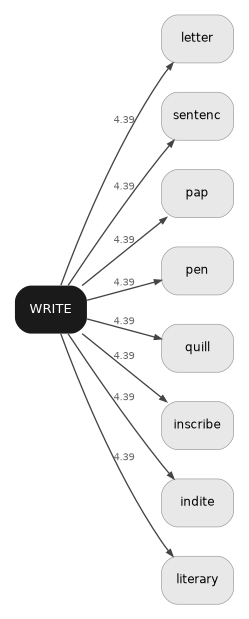 letter
4.39
sentenc
4.39
pap
4.39
pen
4.39
WRITE
4.39
quill
4.39
inscribe
4.39
indite
4.39
literary